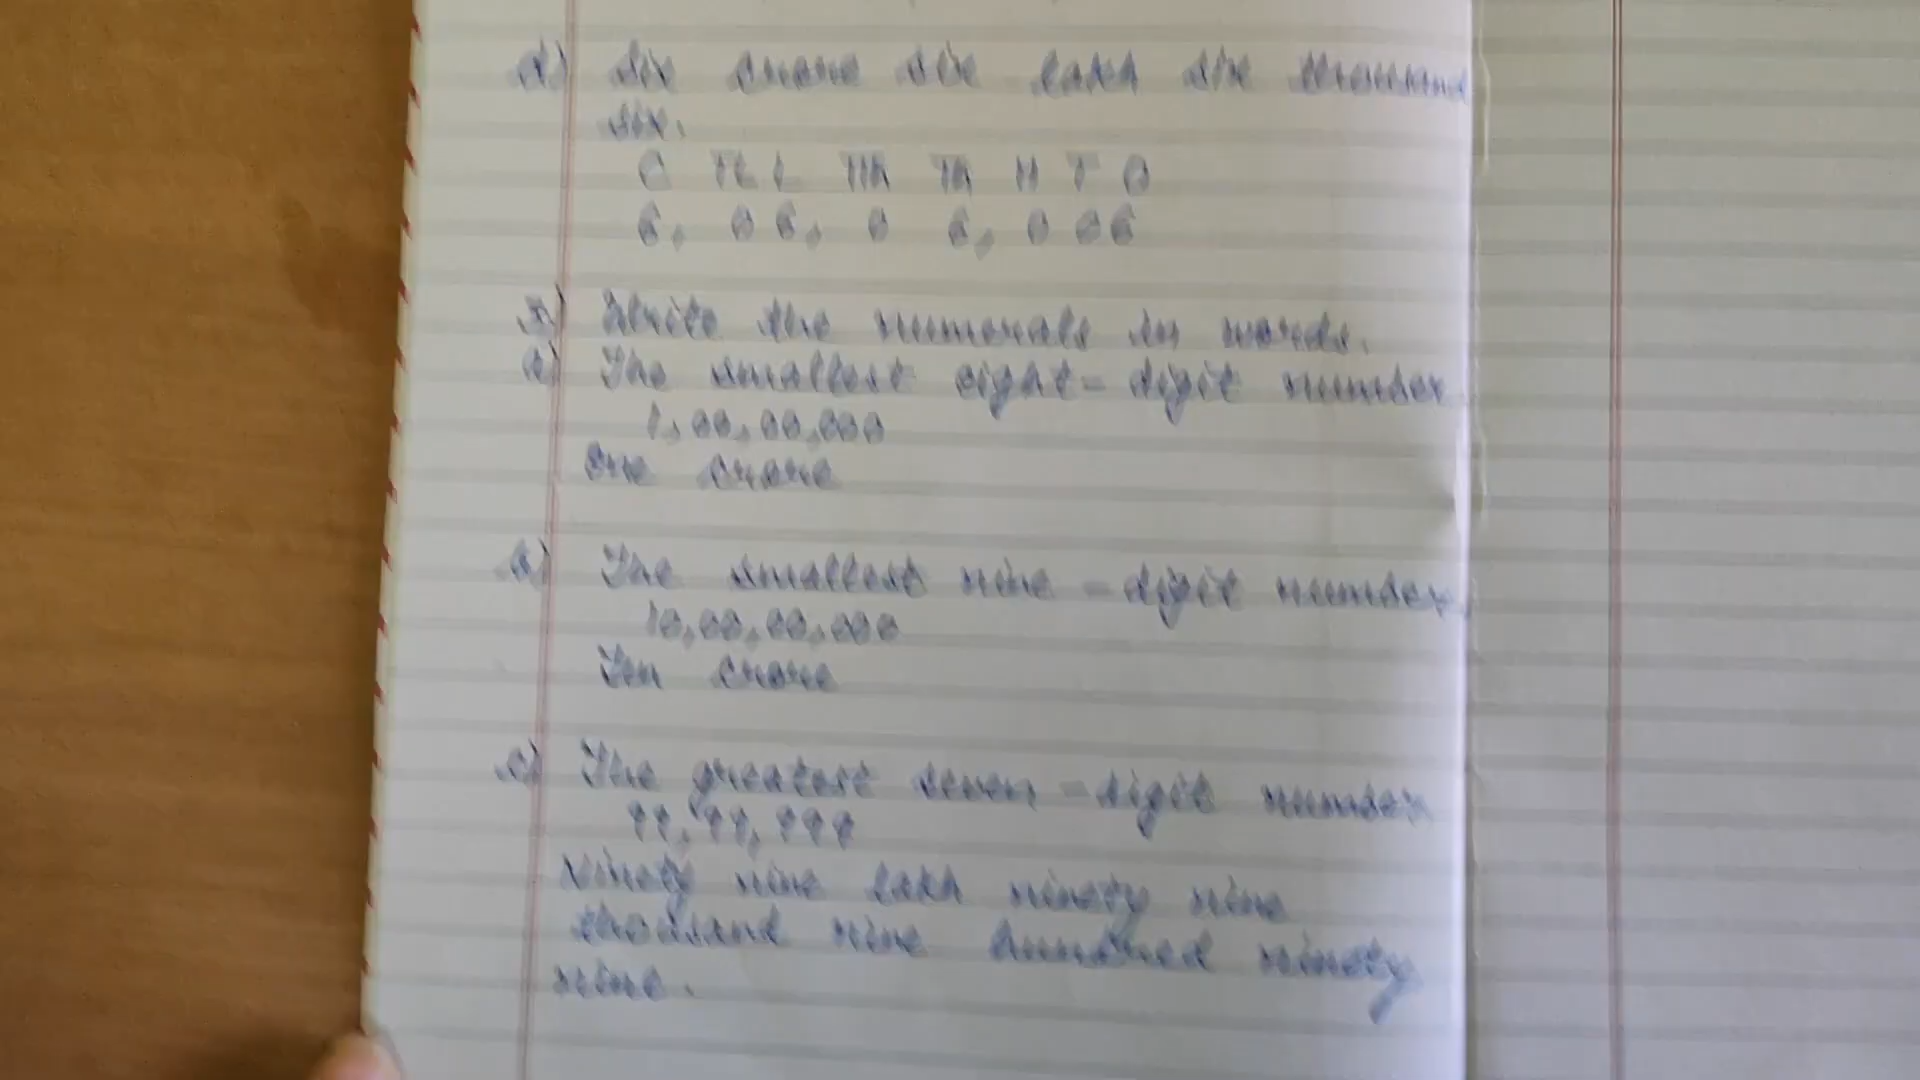 d) Six crore six lakh six thousand
six.
C TL L TTh Th H T O
6, 06, 0 6, 006
Write the numerals in words.
a) The smallest eight-digit number
1,00,00,000
One crore
The smallest nine-digit number.
10,00,00,000
Ten crore
c) The greatest seven-digit number
99,99,999
Ninety nine lakh ninety nine
thousand nine hundred ninety
nine.